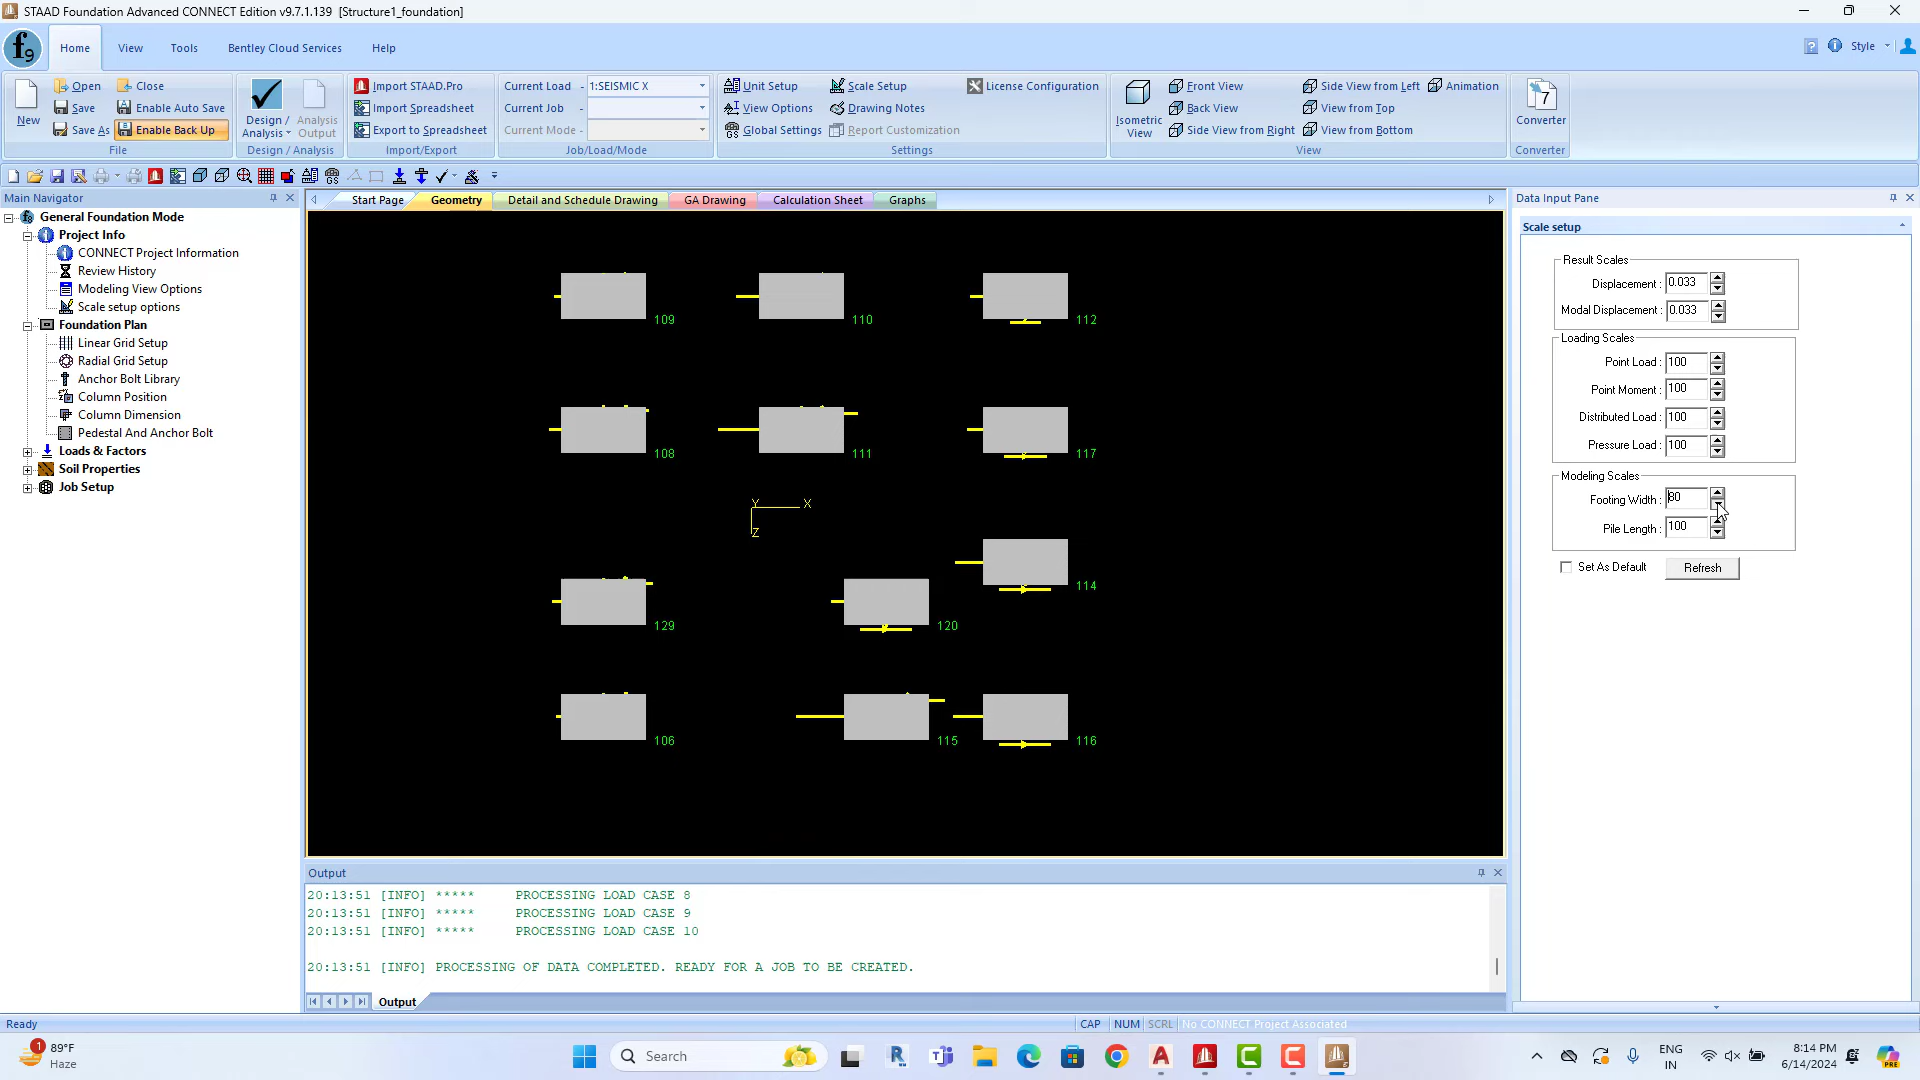 STAAD Foundation Advanced CONNECT Edition v9.7.1.139 [Structure1_foundation]
Home View Tools Bentley Cloud Services Help Style
New Open Save Save As Close Enable Auto Save Enable Back Up
File
Design / Analysis Analysis Output
Design / Analysis
Import STAAD.Pro
Import Spreadsheet
Export to Spreadsheet
Import/Export
Current Load - 1:SEISMIC X
Current Job -
Current Mode -
Job/Load/Mode
Unit Setup Scale Setup License Configuration
View Options Drawing Notes
Global Settings Report Customization
Settings
Isometric View
Front View Side View from Left Animation
Back View View from Top
Side View from Right View from Bottom
View
7
Converter
Converter
Main Navigator
General Foundation Mode
Project Info
CONNECT Project Information
Review History
Modeling View Options
Scale setup options
Foundation Plan
Linear Grid Setup
Radial Grid Setup
Anchor Bolt Library
Column Position
Column Dimension
Pedestal And Anchor Bolt
Loads & Factors
Soil Properties
Job Setup
Start Page Geometry Detail and Schedule Drawing GA Drawing Calculation Sheet Graphs
109 110 112
108 111 117
Y X
Z
114
129 120
106 115 116
Output
20:13:51 [INFO] ***** PROCESSING LOAD CASE 8
20:13:51 [INFO] ***** PROCESSING LOAD CASE 9
20:13:51 [INFO] ***** PROCESSING LOAD CASE 10
20:13:51 [INFO] PROCESSING OF DATA COMPLETED. READY FOR A JOB TO BE CREATED.
Output
Data Input Pane
Scale setup
Result Scales
Displacement : 0.033
Modal Displacement : 0.033
Loading Scales
Point Load : 100
Point Moment : 100
Distributed Load : 100
Pressure Load : 100
Modeling Scales
Footing Width : 80
Pile Length : 100
Set As Default Refresh
Ready CAP NUM SCRL No CONNECT Project Associated
1 89°F
Haze
Search
ENG
IN
8:14 PM
6/14/2024
PRE